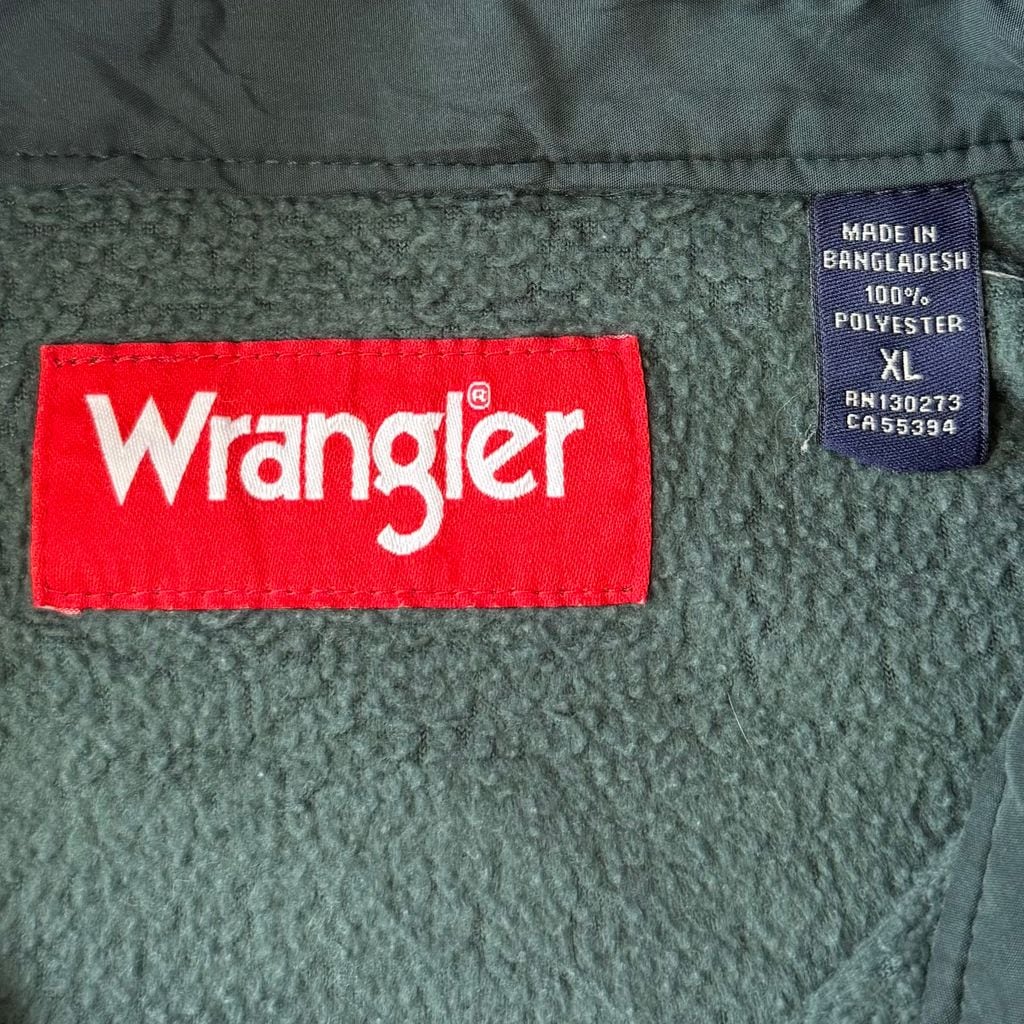 Wrangler®
MADE IN
BANGLADESH
100%
POLYESTER
XL
RN130273
CA55394